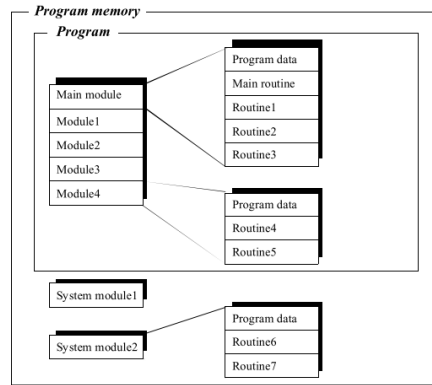 Program memory
Program
Main module
Module1
Module2
Module3
Module4
Program data
Main routine
Routine1
Routine2
Routine3
Program data
Routine4
Routine5
System module1
System module2
Program data
Routine6
Routine7